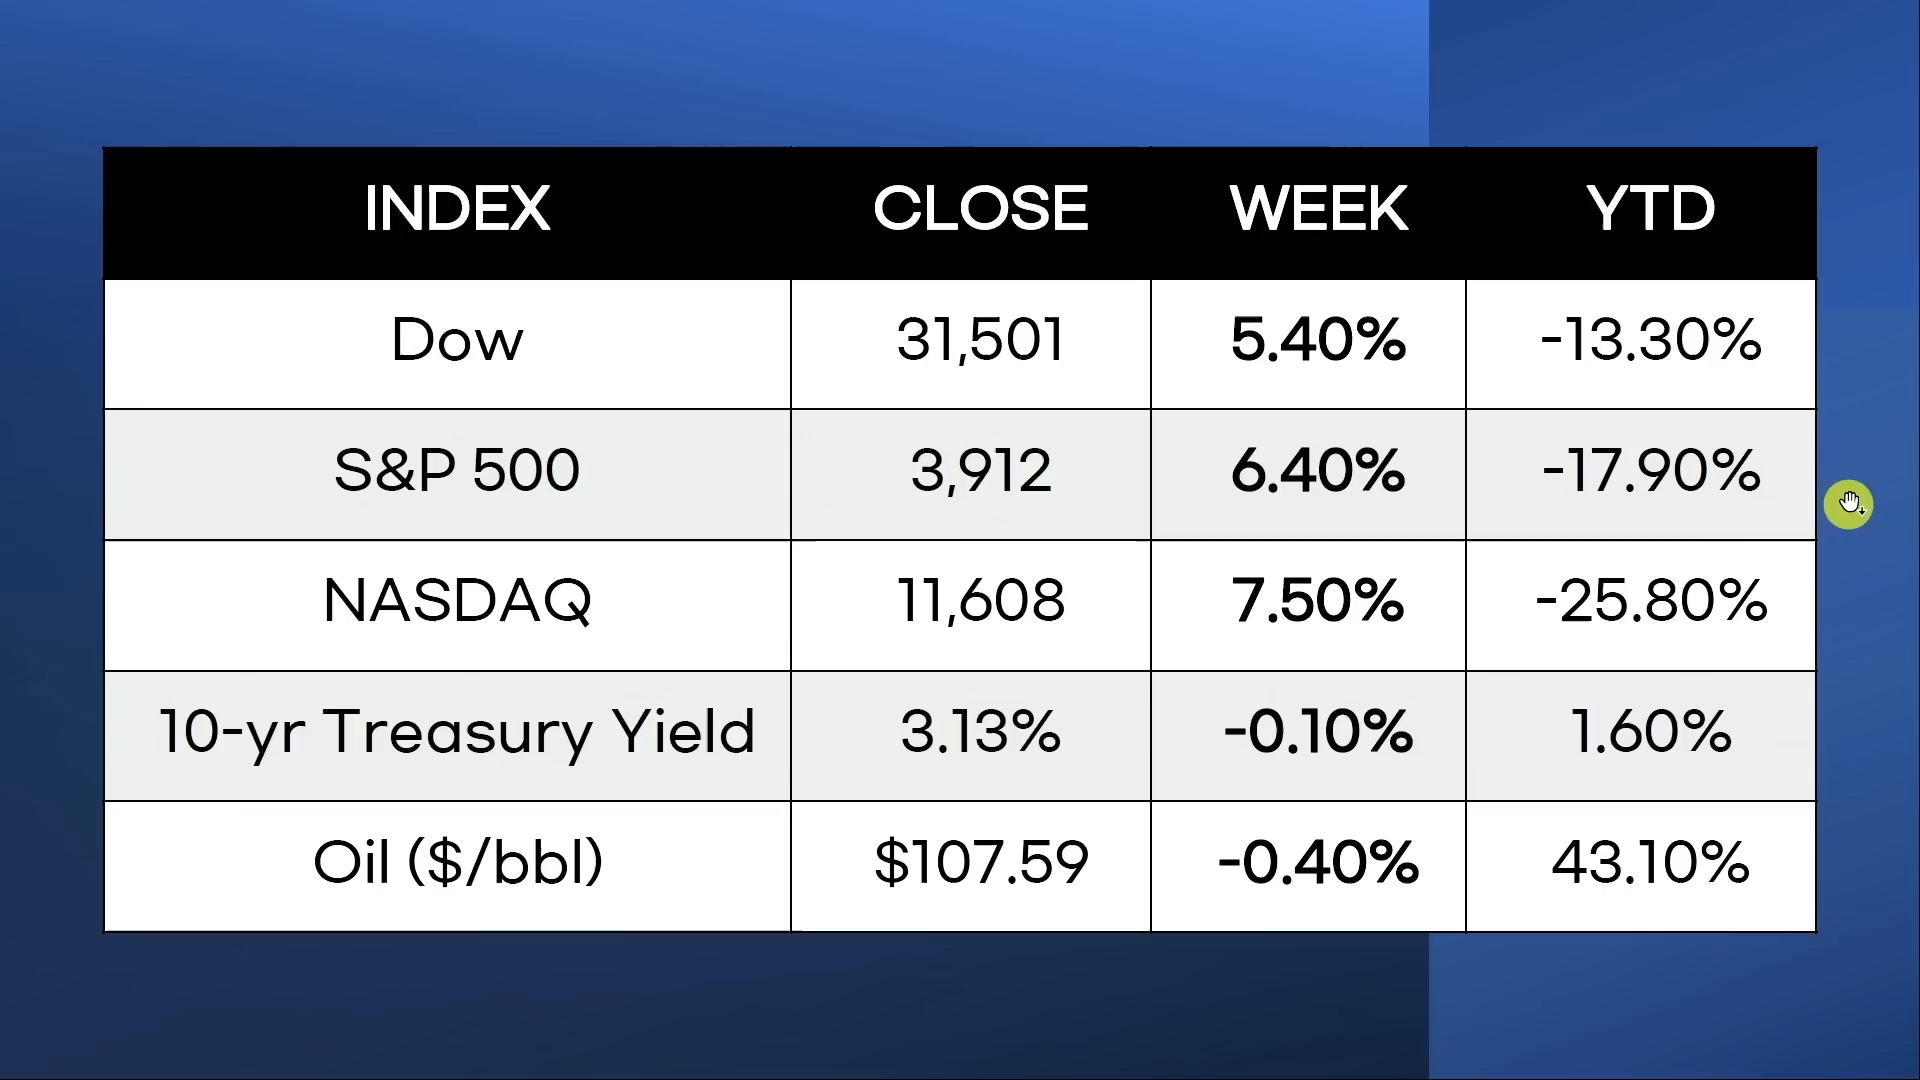 INDEX CLOSE WEEK YTD
Dow 31,501 5.40% -13.30%
S&P 500 3,912 6.40% -17.90%
NASDAQ 11,608 7.50% -25.80%
10-yr Treasury Yield 3.13% -0.10% 1.60%
Oil ($/bbl) $107.59 -0.40% 43.10%